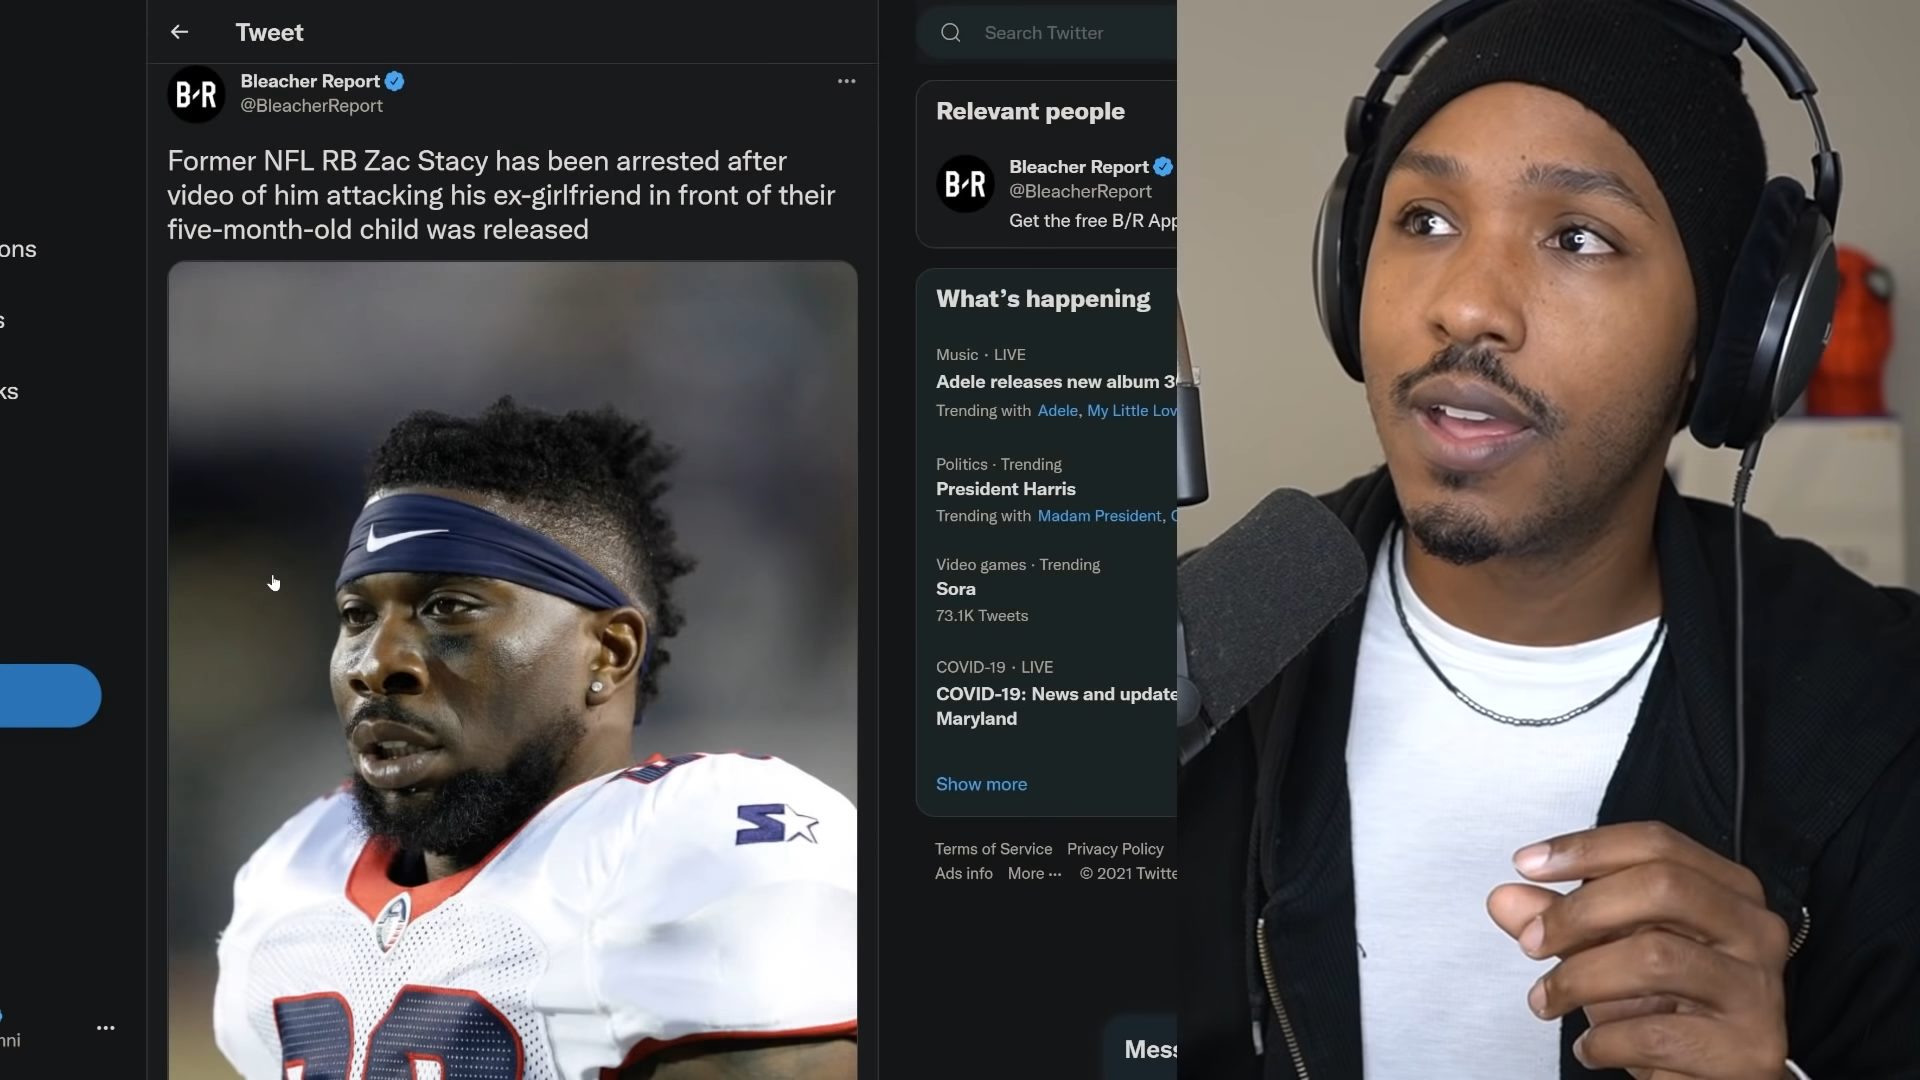 Tweet
B/R Bleacher Report
@BleacherReport
Former NFL RB Zac Stacy has been arrested after
video of him attacking his ex-girlfriend in front of their
five-month-old child was released
ons
s
ks
nni
Search Twitter
Relevant people
B/R Bleacher Report
@BleacherReport
Get the free B/R App
What’s happening
Music · LIVE
Adele releases new album 3
Trending with Adele, My Little Lov
Politics · Trending
President Harris
Trending with Madam President, C
Video games · Trending
Sora
73.1K Tweets
COVID-19 · LIVE
COVID-19: News and update
Maryland
Show more
Terms of Service Privacy Policy
Ads info More ··· © 2021 Twitte
Mess